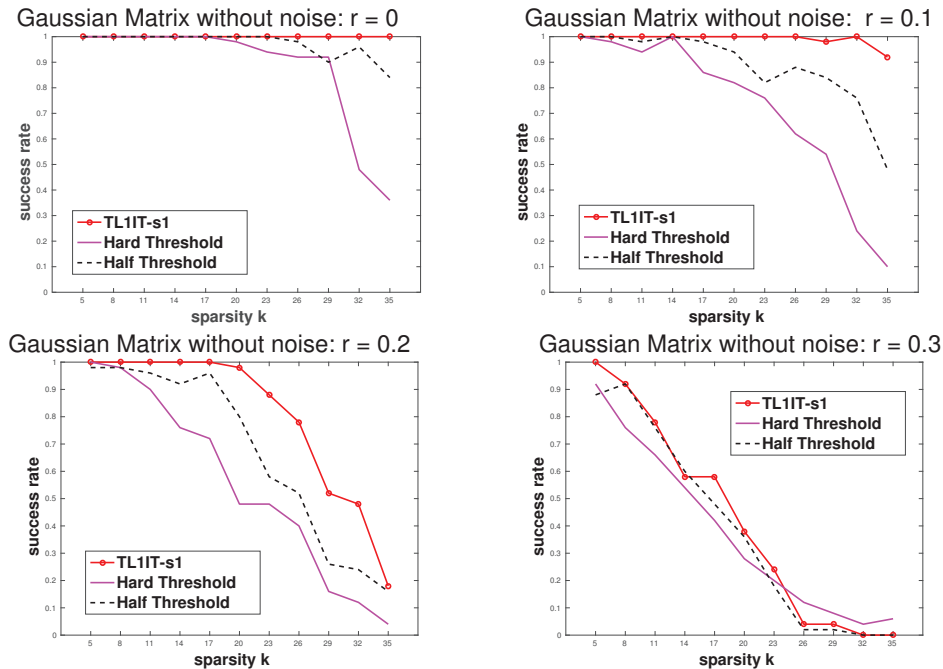 Gaussian Matrix without noise: r = 0
1
0.9
0.8
0.7
0.6
0.5
0.4
0.3
0.2
0.1
0
success rate
TL1IT-s1
Hard Threshold
Half Threshold
5 8 11 14 17 20 23 26 29 32 35
sparsity k
Gaussian Matrix without noise: r = 0.1
1
0.9
0.8
0.7
0.6
0.5
0.4
0.3
0.2
0.1
0
success rate
TL1IT-s1
Hard Threshold
Half Threshold
5 8 11 14 17 20 23 26 29 32 35
sparsity k
Gaussian Matrix without noise: r = 0.2
1
0.9
0.8
0.7
0.6
0.5
0.4
0.3
0.2
0.1
0
success rate
TL1IT-s1
Hard Threshold
Half Threshold
5 8 11 14 17 20 23 26 29 32 35
sparsity k
Gaussian Matrix without noise: r = 0.3
1
0.9
0.8
0.7
0.6
0.5
0.4
0.3
0.2
0.1
0
success rate
TL1IT-s1
Hard Threshold
Half Threshold
5 8 11 14 17 20 23 26 29 32 35
sparsity k